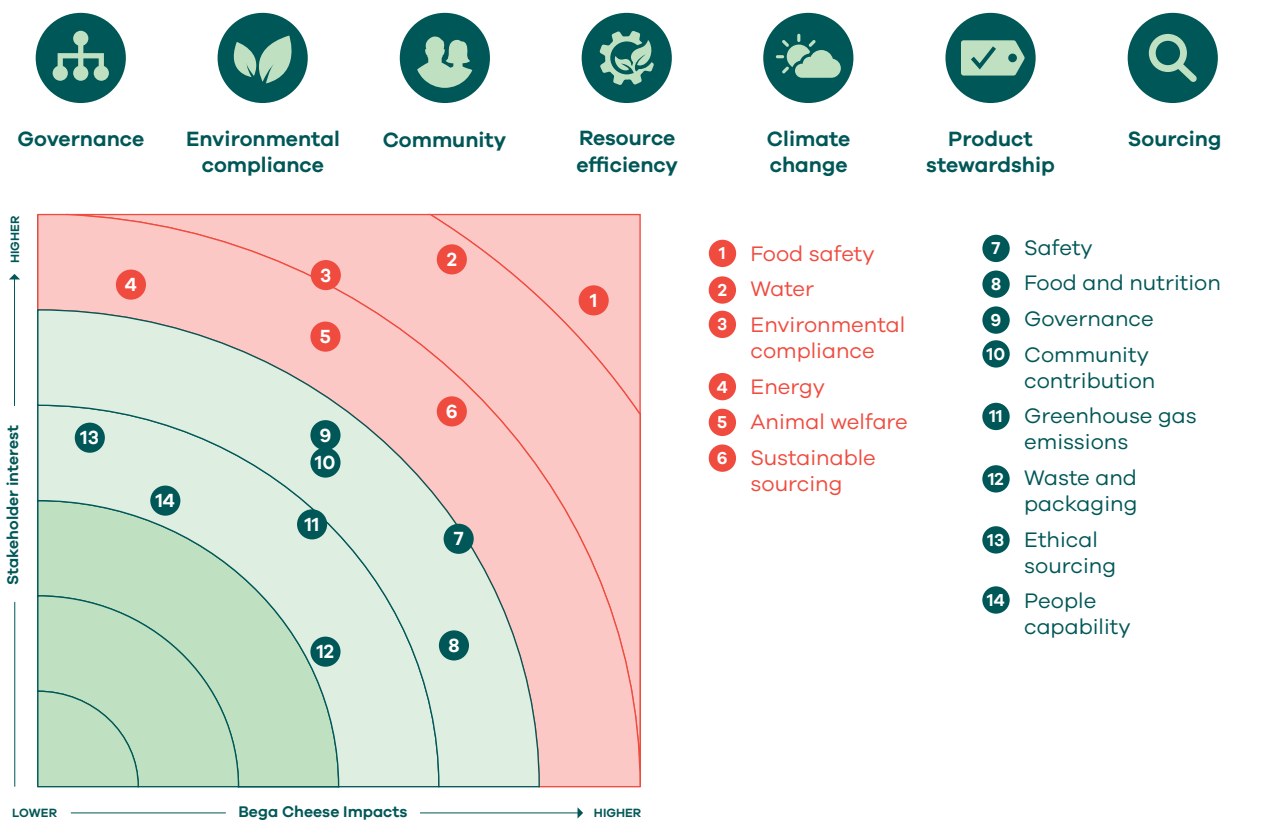 Governance
Environmental
compliance
Community
Resource
efficiency
Climate
change
Product
stewardship
Sourcing
HIGHER
Stakeholder interest
LOWER
Bega Cheese Impacts
HIGHER
4
3
2
1
5
6
13
9
10
14
11
7
12
8
1 Food safety
2 Water
3 Environmental
compliance
4 Energy
5 Animal welfare
6 Sustainable
sourcing
7 Safety
8 Food and nutrition
9 Governance
10 Community
contribution
11 Greenhouse gas
emissions
12 Waste and
packaging
13 Ethical
sourcing
14 People
capability